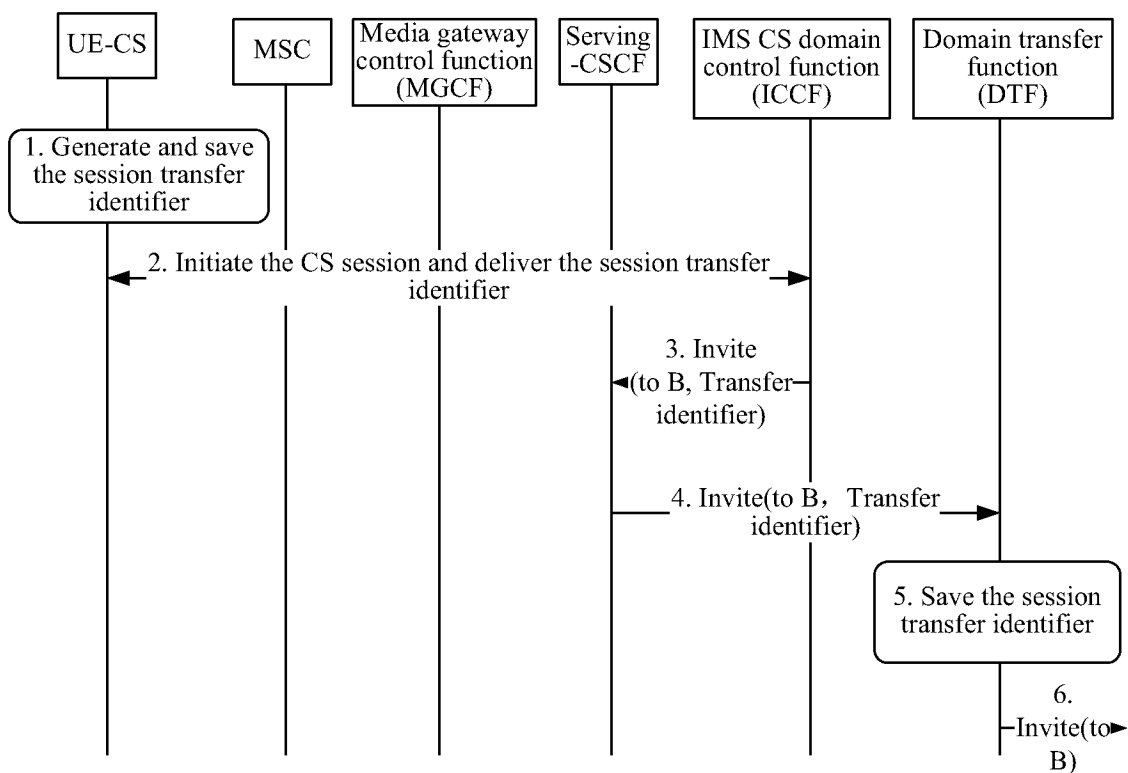 UE-CS
MSC
Media gateway
control function
(MGCF)
Serving
-CSCF
IMS CS domain
control function
(ICCF)
Domain transfer
function
(DTF)
1. Generate and save
the session transfer
identifier
2. Initiate the CS session and deliver the session transfer
identifier
3. Invite
(to B, Transfer
identifier)
4. Invite(to B，Transfer
identifier)
5. Save the session
transfer identifier
6.
Invite(to
B)